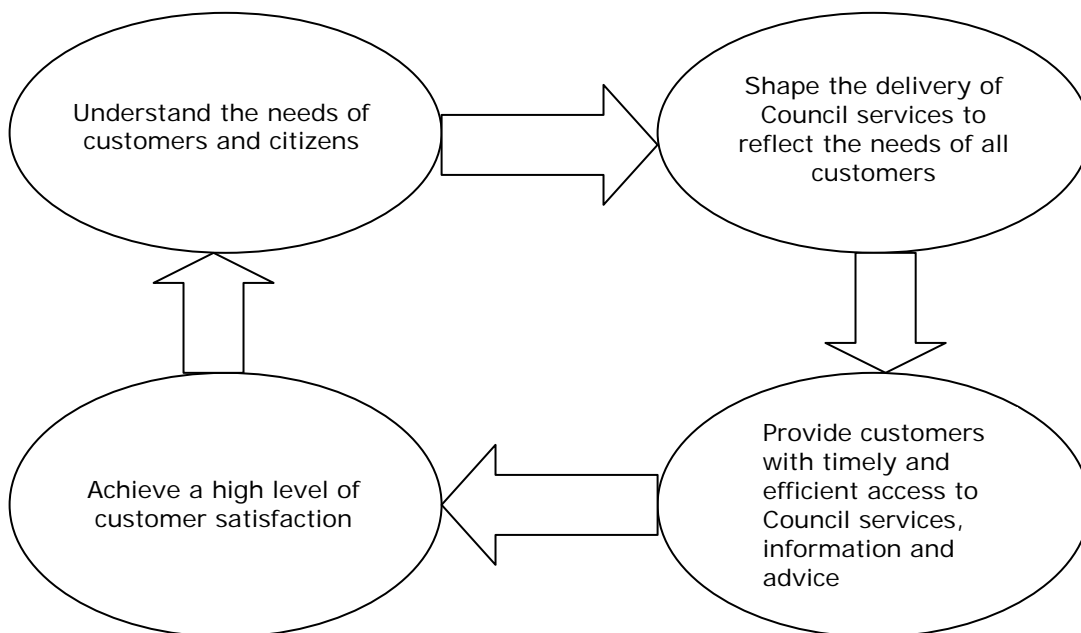 Understand the needs of
customers and citizens
Shape the delivery of
Council services to
reflect the needs of all
customers
Provide customers
with timely and
efficient access to
Council services,
information and
advice
Achieve a high level of
customer satisfaction